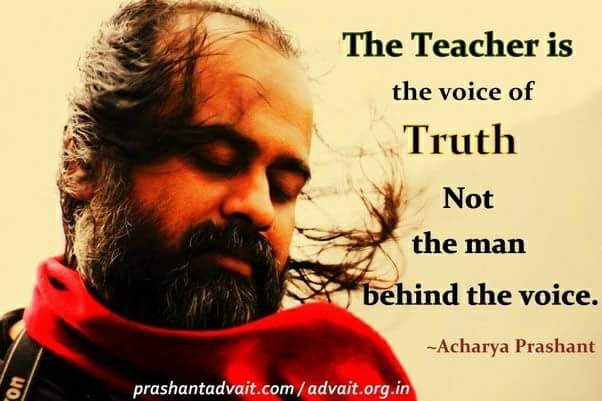 The Teacher is
the voice of
Truth
Not
the man
behind the voice.
~Acharya Prashant
prashantadvait.com / advait.org.in
on